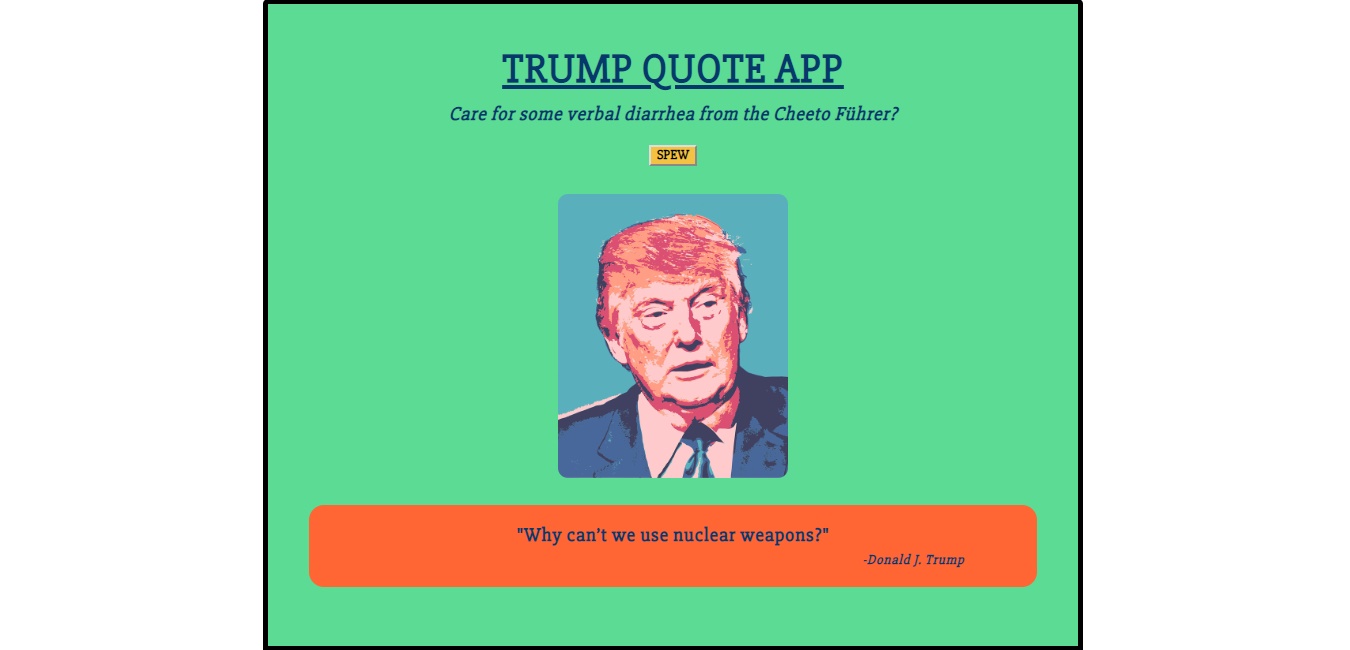 TRUMP QUOTE APP
Care for some verbal diarrhea from the Cheeto Führer?
SPEW
"Why can’t we use nuclear weapons?"
-Donald J. Trump